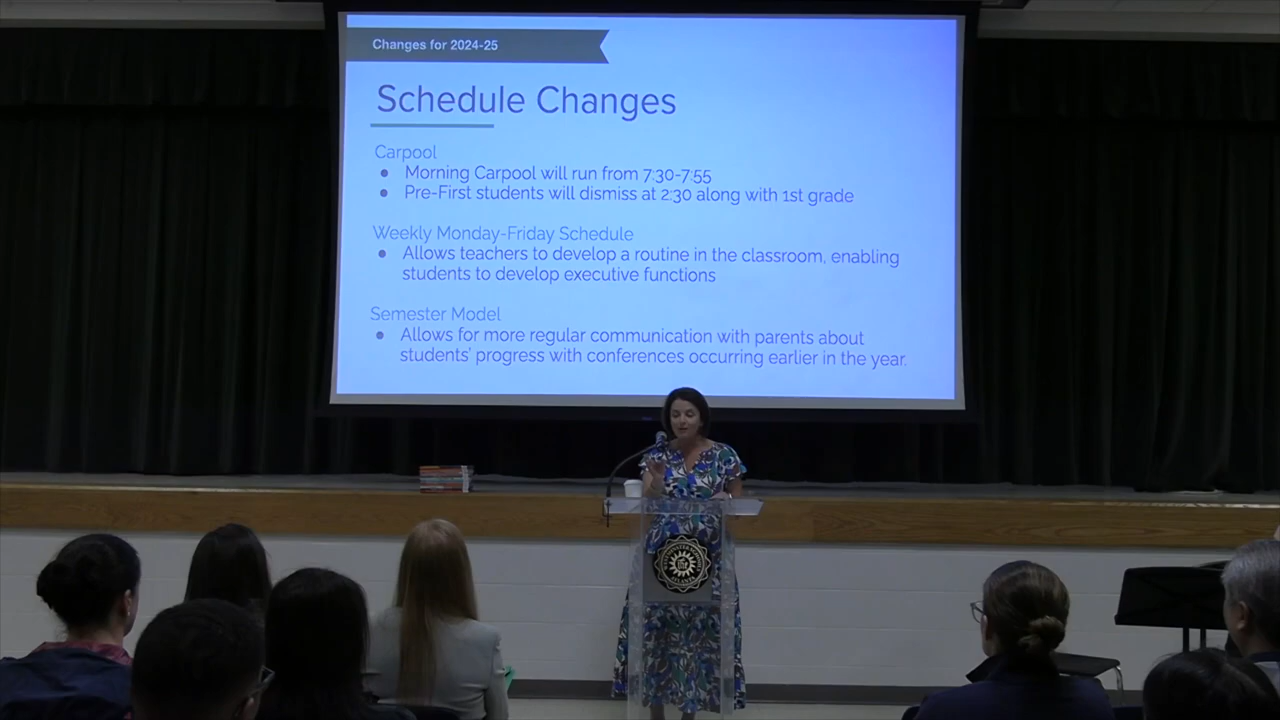 Changes for 2024-25
Schedule Changes
Carpool
● Morning Carpool will run from 7:30-7:55
● Pre-First students will dismiss at 2:30 along with 1st grade
Weekly Monday-Friday Schedule
● Allows teachers to develop a routine in the classroom, enabling
students to develop executive functions
Semester Model
● Allows for more regular communication with parents about
students' progress with conferences occurring earlier in the year.
ATLANTA